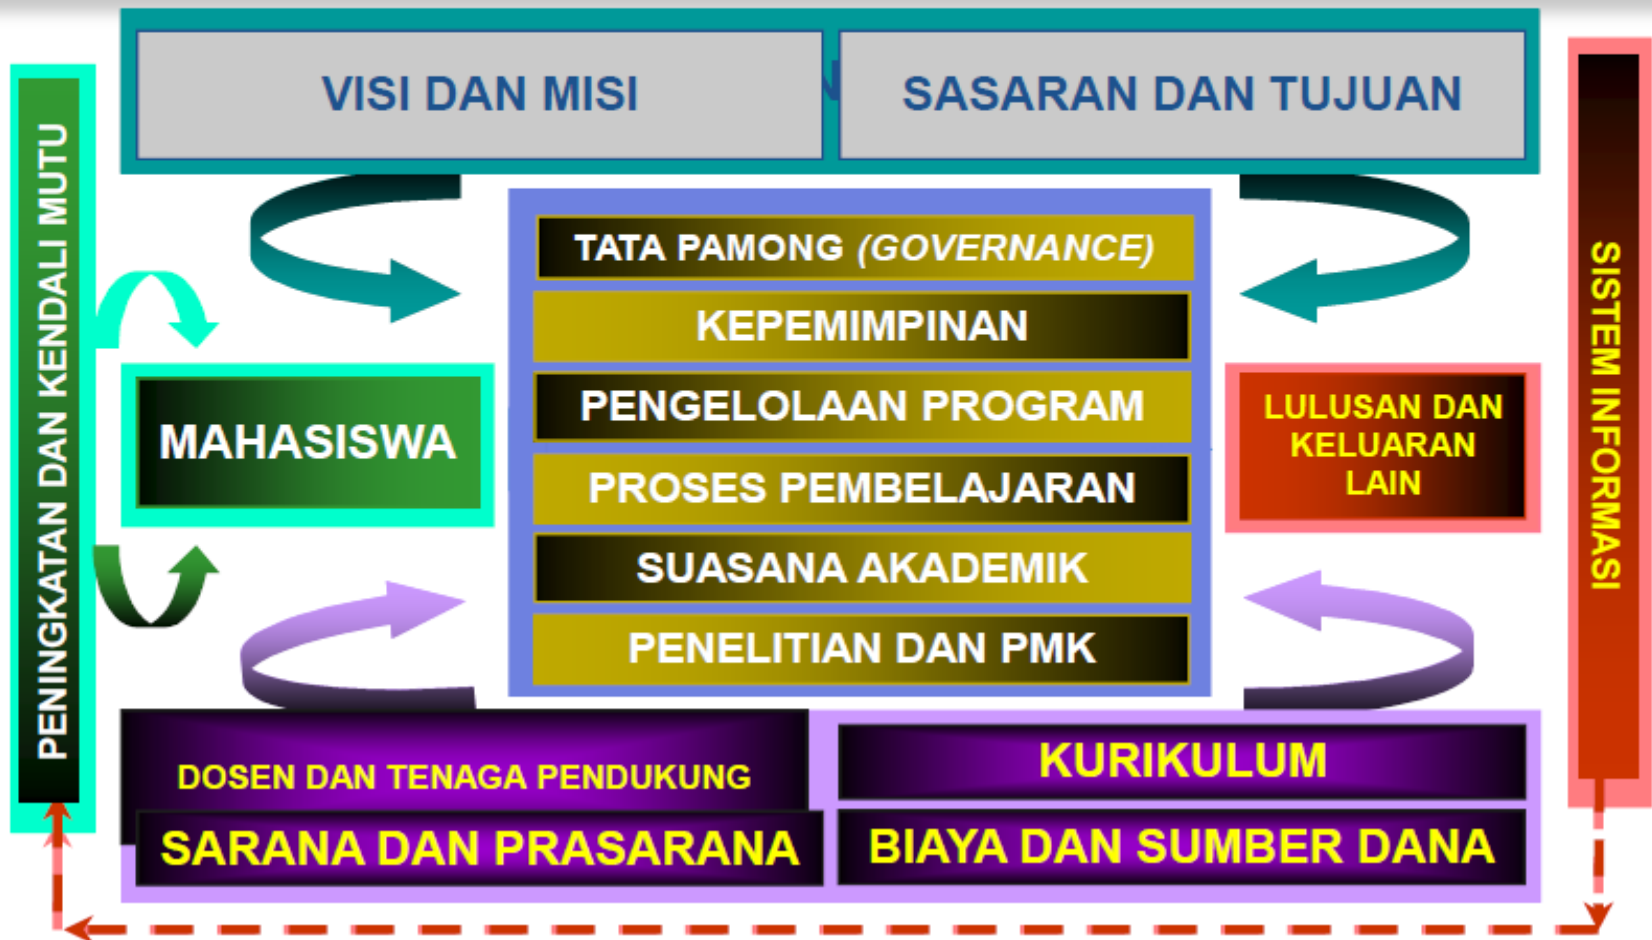 VISI DAN MISI
SASARAN DAN TUJUAN
PENINGKATAN DAN KENDALI MUTU
TATA PAMONG (GOVERNANCE)
KEPEMIMPINAN
PENGELOLAAN PROGRAM
PROSES PEMBELAJARAN
SUASANA AKADEMIK
PENELITIAN DAN PMK
MAHASISWA
LULUSAN DAN
KELUARAN
LAIN
SISTEM INFORMASI
DOSEN DAN TENAGA PENDUKUNG
KURIKULUM
SARANA DAN PRASARANA
BIAYA DAN SUMBER DANA